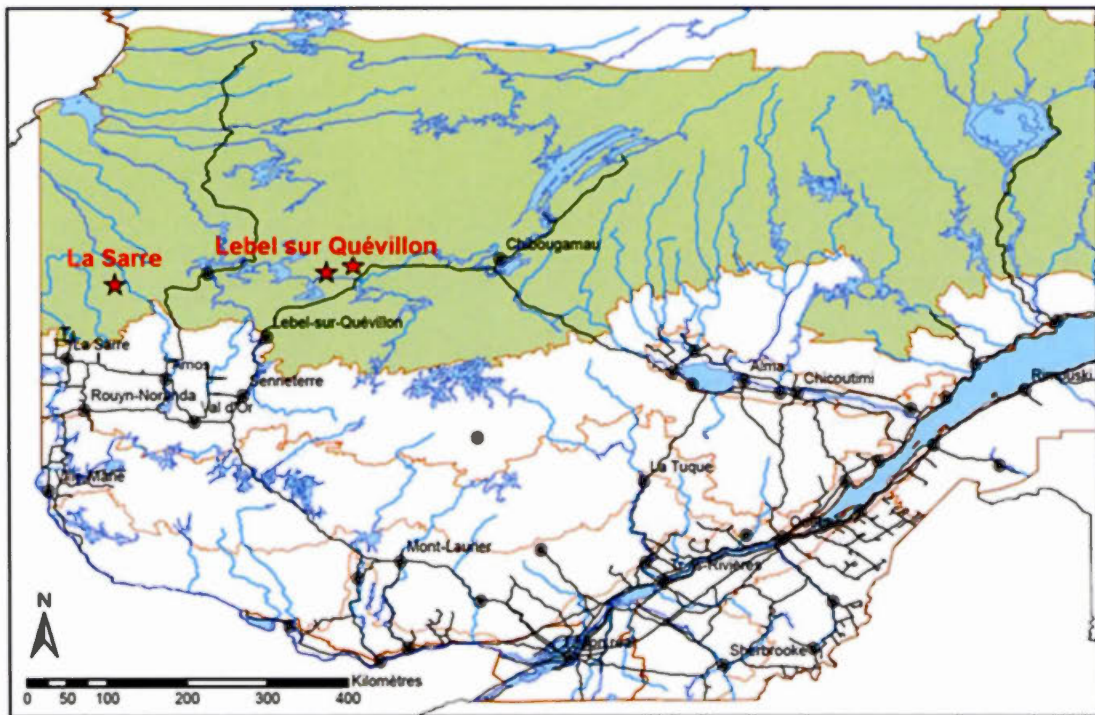 Lebel sur Quévillon
La Sarre
Chibougamau
Lebel-sur-Quévillon
La Sarre
Amos
Senneterre
Rouyn-Noranda
Val d'Or
Alma
Chicoutimi
Rimouski
La Tuque
Mont-Laurier
Sherbrooke
N
Kilomètres
0 50 100 200 300 400